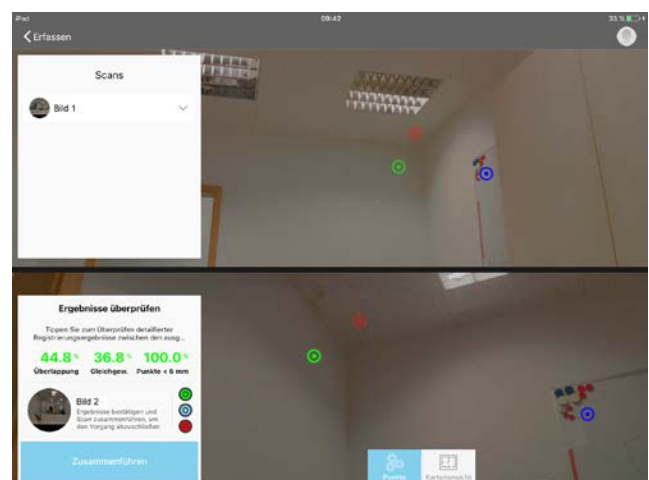 iPad 09:42 33 %
Erfassen
Scans
Bild 1
Ergebnisse überprüfen
Tippen Sie zum Überprüfen detaillierter
Registrierungsergebnisse zwischen den ausg...
44.8 % 36.8 % 100.0 %
Überlappung Gleichgew. Punkte < 6 mm
Bild 2
Ergebnisse bestätigen und
Scan zusammenführen, um
den Vorgang abzuschließen
Zusammenführen
Punkte Kartenansicht